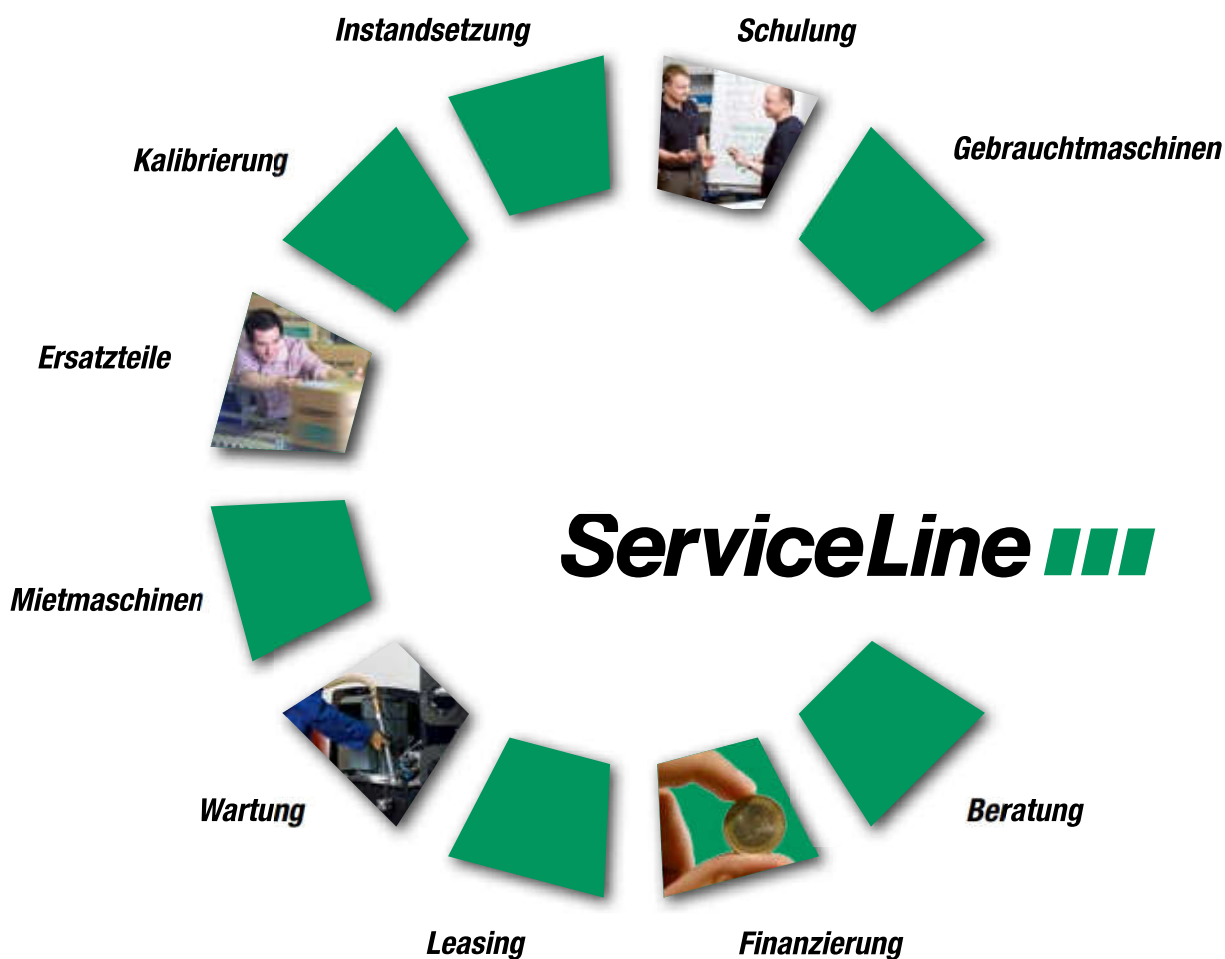 Instandsetzung
Schulung
Kalibrierung
Gebrauchtmaschinen
Ersatzteile
ServiceLine
Mietmaschinen
Wartung
Beratung
Leasing
Finanzierung